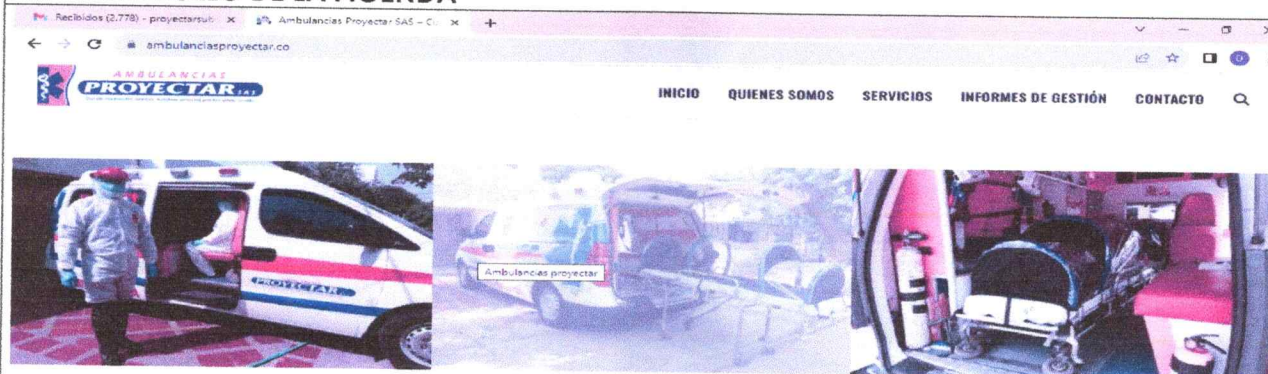 Recibidos (2.778) - proyectarsub
Ambulancias Proyectar SAS – C
ambulanciasproyectar.co
AMBULANCIAS
PROYECTAR SAS
INICIO QUIENES SOMOS SERVICIOS INFORMES DE GESTIÓN CONTACTO
PROYECTAR
Ambulancias proyectar